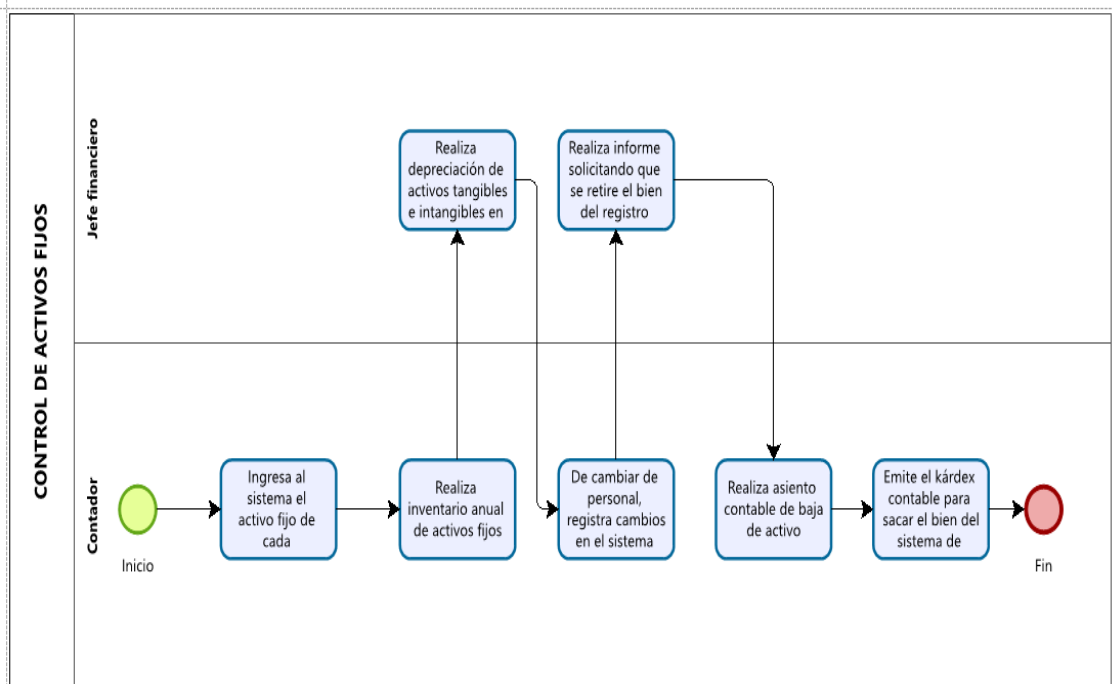 CONTROL DE ACTIVOS FIJOS
Jefe financiero
Realiza
depreciación de
activos tangibles
e intangibles en
Realiza informe
solicitando que
se retire el bien
del registro
Contador
Inicio
Ingresa al
sistema el
activo fijo de
cada
Realiza
inventario anual
de activos fijos
De cambiar de
personal,
registra cambios
en el sistema
Realiza asiento
contable de baja
de activo
Emite el kárdex
contable para
sacar el bien del
sistema de
Fin